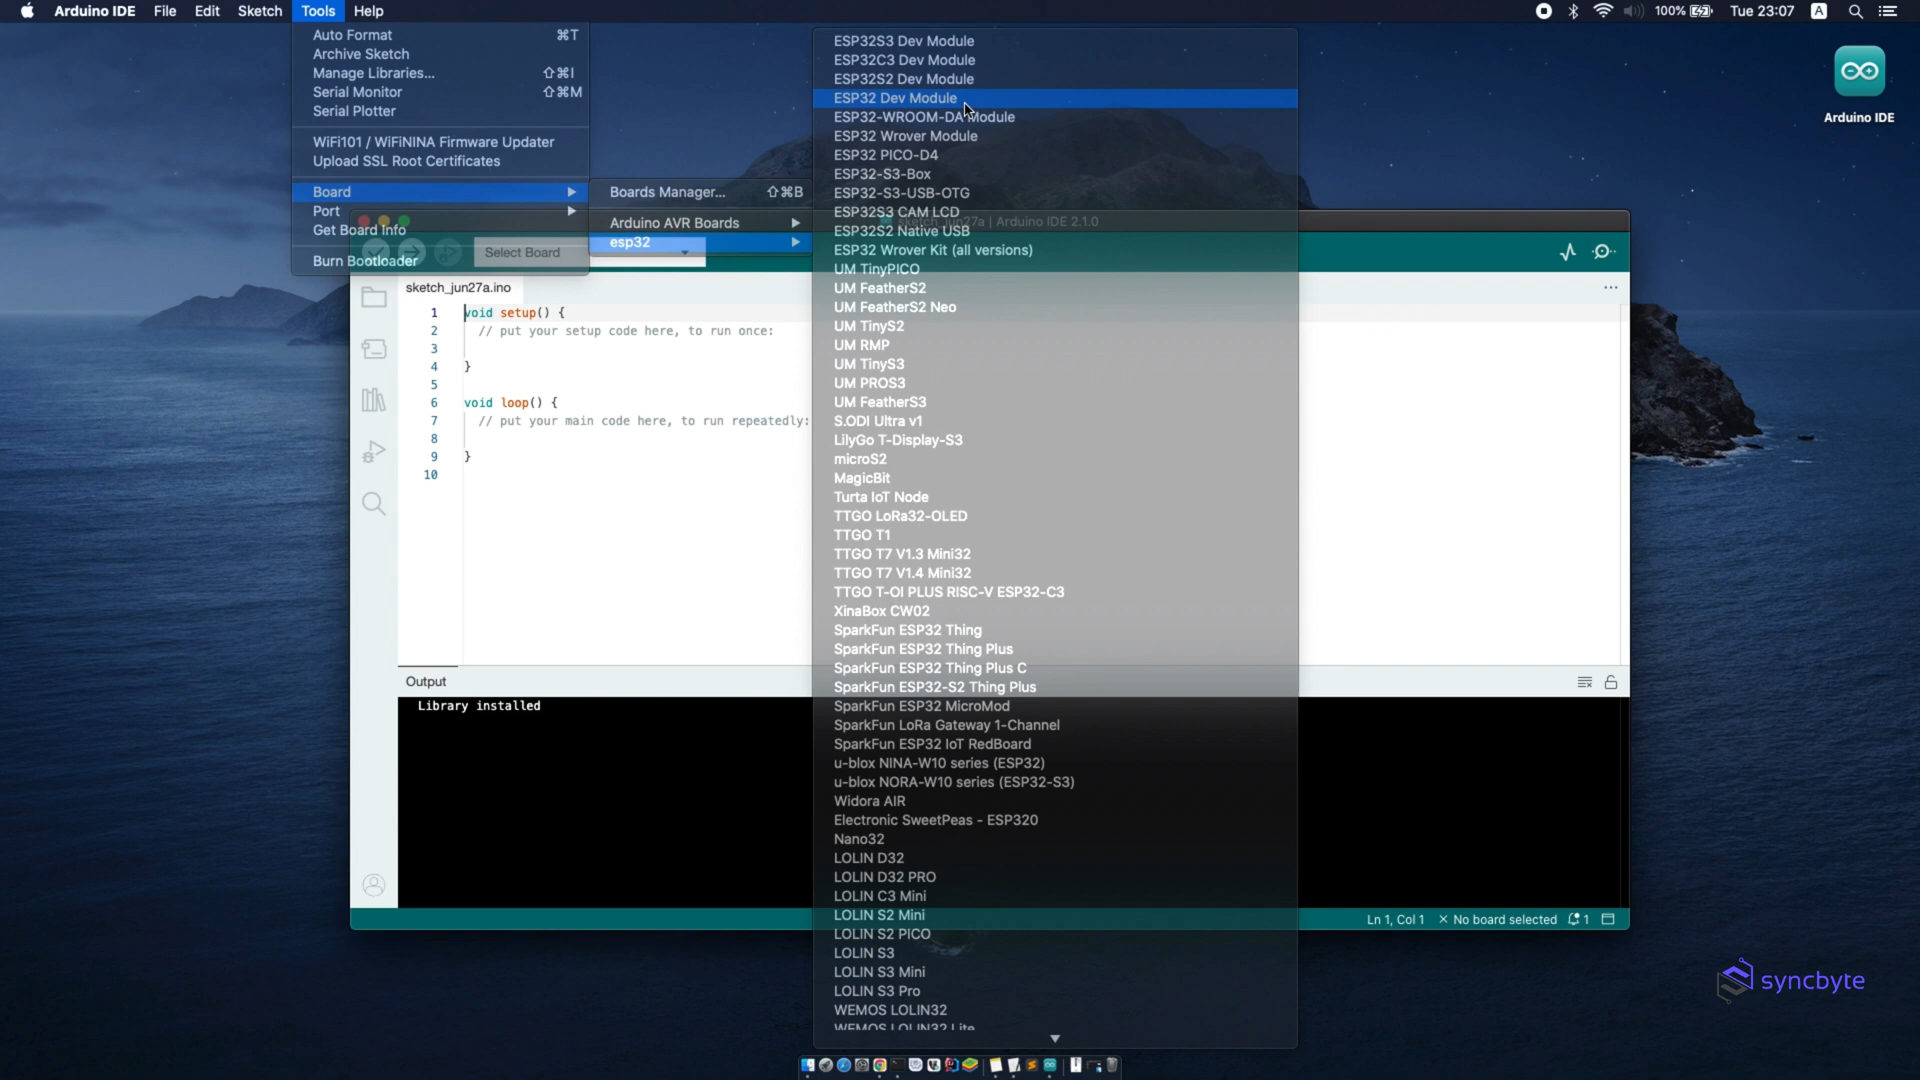 Arduino IDE File Edit Sketch Tools Help
100% Tue 23:07 A
Auto Format ⌘T
Archive Sketch
Manage Libraries... ⇧⌘I
Serial Monitor ⇧⌘M
Serial Plotter
WiFi101 / WiFiNINA Firmware Updater
Upload SSL Root Certificates
Board
Port
Get Board Info
Burn Bootloader
Boards Manager... ⇧⌘B
Arduino AVR Boards
esp32
ESP32S3 Dev Module
ESP32C3 Dev Module
ESP32S2 Dev Module
ESP32 Dev Module
ESP32-WROOM-DA Module
ESP32 Wrover Module
ESP32 PICO-D4
ESP32-S3-Box
ESP32-S3-USB-OTG
ESP32S3 CAM LCD
ESP32S2 Native USB
ESP32 Wrover Kit (all versions)
UM TinyPICO
UM FeatherS2
UM FeatherS2 Neo
UM TinyS2
UM RMP
UM TinyS3
UM PROS3
UM FeatherS3
S.ODI Ultra v1
LilyGo T-Display-S3
microS2
MagicBit
Turta IoT Node
TTGO LoRa32-OLED
TTGO T1
TTGO T7 V1.3 Mini32
TTGO T7 V1.4 Mini32
TTGO T-OI PLUS RISC-V ESP32-C3
XinaBox CW02
SparkFun ESP32 Thing
SparkFun ESP32 Thing Plus
SparkFun ESP32 Thing Plus C
SparkFun ESP32-S2 Thing Plus
SparkFun ESP32 MicroMod
SparkFun LoRa Gateway 1-Channel
SparkFun ESP32 IoT RedBoard
u-blox NINA-W10 series (ESP32)
u-blox NORA-W10 series (ESP32-S3)
Widora AIR
Electronic SweetPeas - ESP320
Nano32
LOLIN D32
LOLIN D32 PRO
LOLIN C3 Mini
LOLIN S2 Mini
LOLIN S2 PICO
LOLIN S3
LOLIN S3 Mini
LOLIN S3 Pro
WEMOS LOLIN32
WEMOS LOLIN32 Lite
sketch_jun27a | Arduino IDE 2.1.0
Select Board
sketch_jun27a.ino
1 void setup() {
2 // put your setup code here, to run once:
3
4 }
5
6 void loop() {
7 // put your main code here, to run repeatedly:
8
9 }
10
Output
Library installed
Ln 1, Col 1 × No board selected 1
Arduino IDE
syncbyte